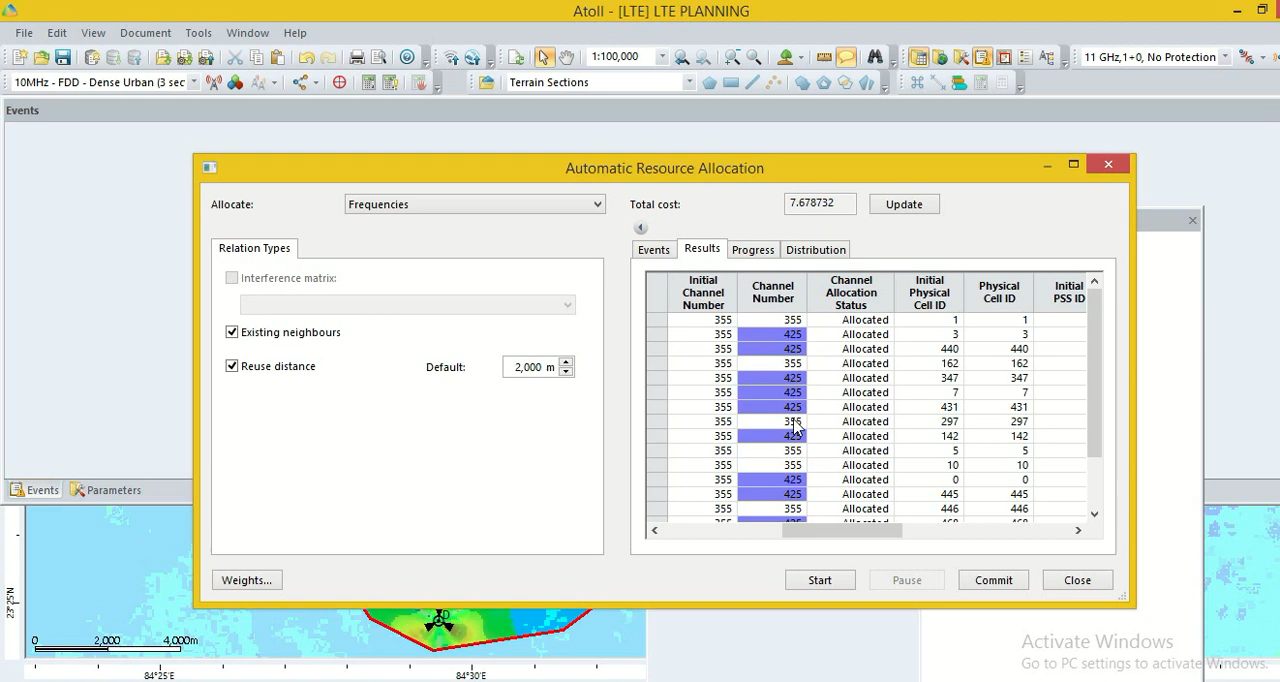 Atoll - [LTE] LTE PLANNING
File Edit View Document Tools Window Help
1:100,000
11 GHz,1+0, No Protection
10MHz - FDD - Dense Urban (3 sec
Terrain Sections
Events
Automatic Resource Allocation
Allocate: Frequencies Total cost: 7.678732 Update
Relation Types
Events Results Progress Distribution
Interference matrix:
Existing neighbours
Reuse distance Default: 2,000 m
Initial Channel Number
Channel Number
Channel Allocation Status
Initial Physical Cell ID
Physical Cell ID
Initial PSS ID
355 355 Allocated 1 1
355 425 Allocated 3 3
355 425 Allocated 440 440
355 355 Allocated 162 162
355 425 Allocated 347 347
355 425 Allocated 7 7
355 425 Allocated 431 431
355 355 Allocated 297 297
355 425 Allocated 142 142
355 355 Allocated 5 5
355 355 Allocated 10 10
355 425 Allocated 0 0
355 425 Allocated 445 445
355 355 Allocated 446 446
Events Parameters
Weights... Start Pause Commit Close
23°25'N
0 2,000 4,000m
84°25'E 84°30'E
Activate Windows
Go to PC settings to activate Windows.